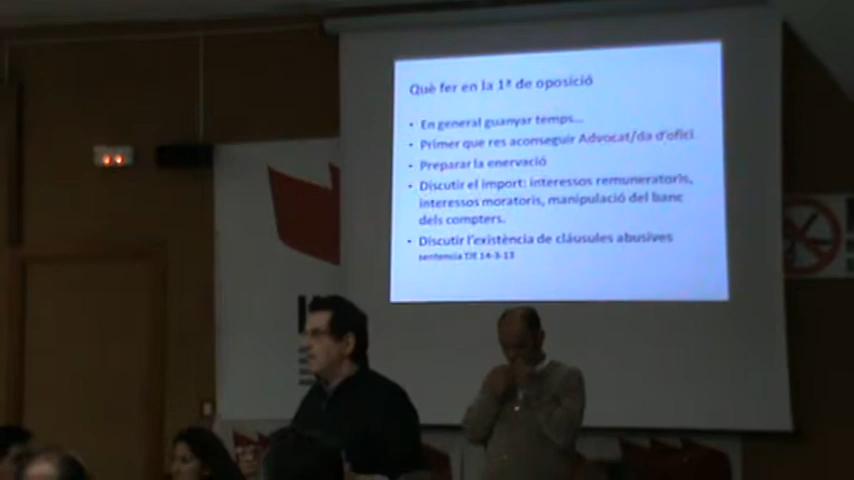 Què fer en la 1ª de oposició
• En general guanyar temps...
• Primer que res aconseguir Advocat/da d'ofici
• Preparar la enervació
• Discutir el import: interessos remuneratoris,
interessos moratoris, manipulació del banc
dels comptes.
• Discutir l'existència de cláusules abusives
sentencia TJE 14-3-13